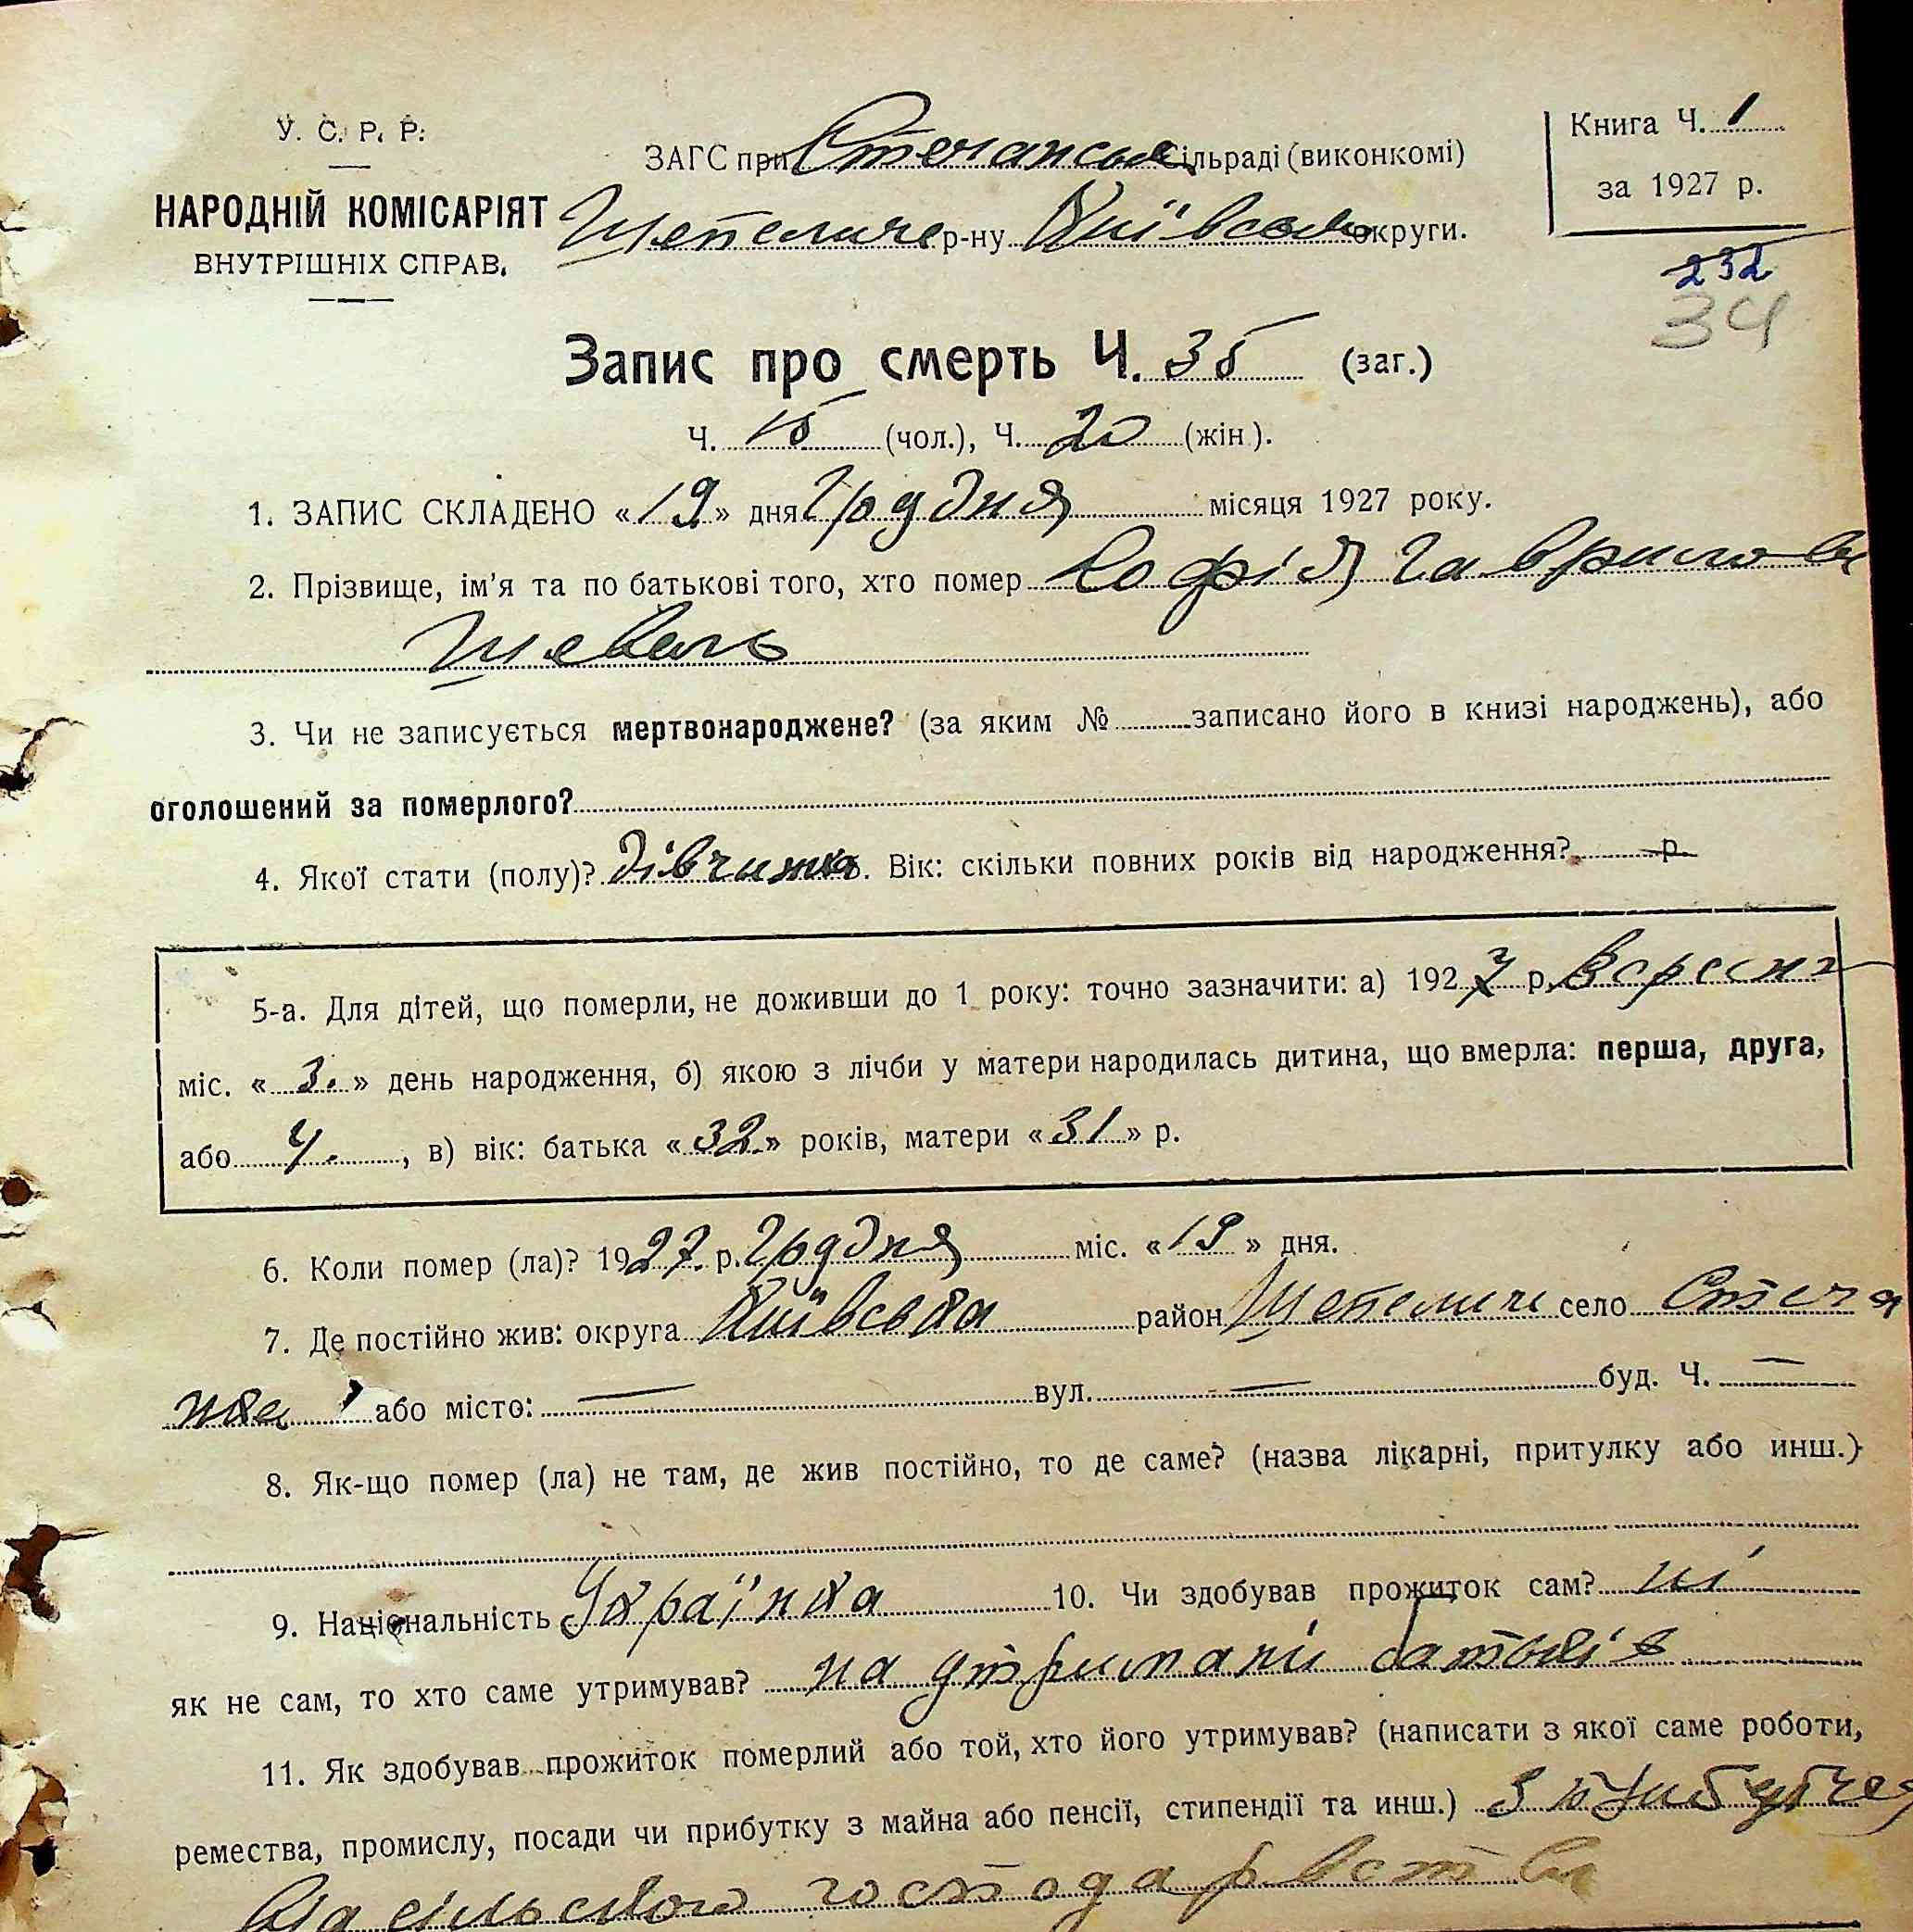 У. С. Р. Р.
НАРОДНІЙ КОМІСАРІЯТ
ВНУТРІШНІХ СПРАВ.
ЗАГС при Стечанській Сільраді (виконкомі)
Шепеличе р-ну Київської округи.
Книга Ч. 1
за 1927 р.
232
34
Запис про смерть Ч. 35 (заг.)
Ч. 15 (чол.), Ч. 20 (жін).
1. ЗАПИС СКЛАДЕНО «19» дня Грудня місяця 1927 року.
2. Прізвище, ім'я та по батькові того, хто помер Софія Гаврилова
Шеваль
3. Чи не записується мертвонароджене? (за яким № записано його в книзі народжень), або
оголошений за померлого?
4. Якої стати (полу)? дівчинка. Вік: скільки повних років від народження? р.
5-а. Для дітей, що померли, не доживши до 1 року: точно зазначити: а) 1927 р. Вересня
міс. «3.» день народження, б) якою з лічби у матери народилась дитина, що вмерла: перша, друга,
або 4., в) вік: батька «32» років, матери «31» р.
6. Коли помер (ла)? 1927. р. Грудня міс. «19» дня.
7. Де постійно жив: округа Київська район Шепеличе село Стеча
нка або місто: — вул. — буд. Ч. —
8. Як-що помер (ла) не там, де жив постійно, то де саме? (назва лікарні, притулку або инш.)
9. Національність Українка 10. Чи здобував прожиток сам? ні
як не сам, то хто саме утримував? на утриманні батьків
11. Як здобував прожиток померлий або той, хто його утримував? (написати з якої саме роботи,
ремества, промислу, посади чи прибутку з майна або пенсії, стипендії та инш.) З
сільського господарства